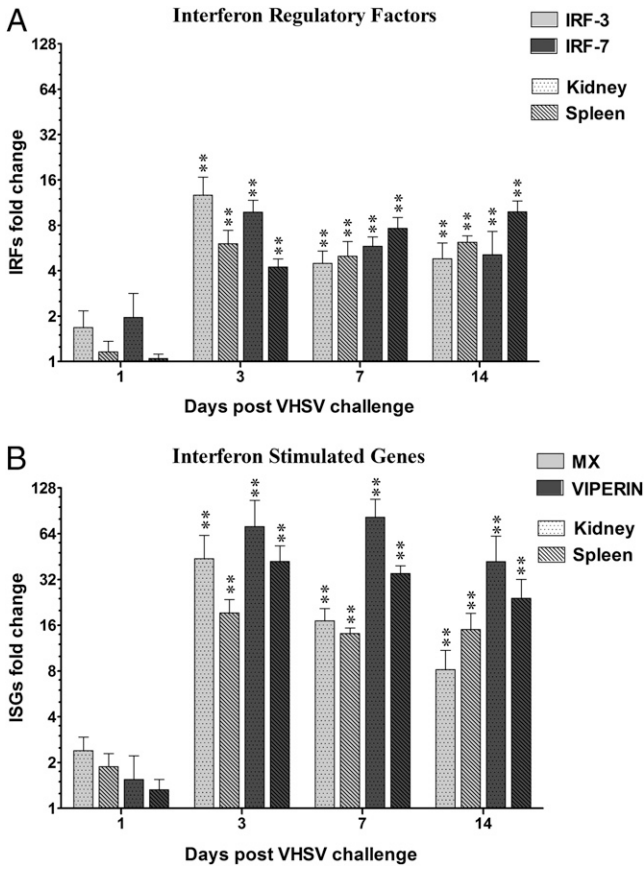 A
Interferon Regulatory Factors
IRF-3
IRF-7
Kidney
Spleen
IRFs fold change
128
64
32
16
8
4
2
1
** ** ** ** ** ** ** ** ** ** ** **
1 3 7 14
Days post VHSV challenge
B
Interferon Stimulated Genes
MX
VIPERIN
Kidney
Spleen
ISGs fold change
128
64
32
16
8
4
2
1
** ** ** ** ** ** ** ** ** ** ** **
1 3 7 14
Days post VHSV challenge